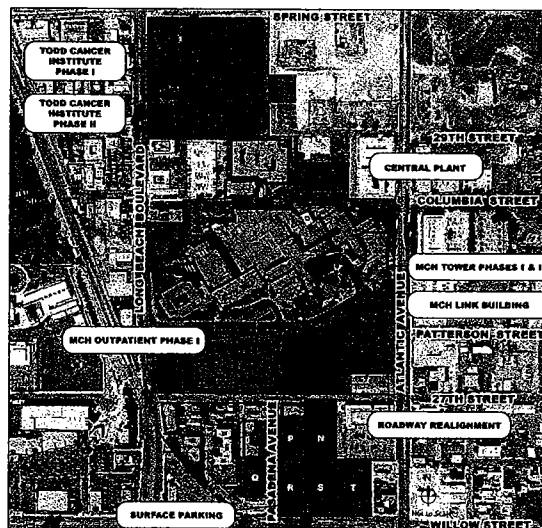 SPRING STREET
TODD CANCER
INSTITUTE
PHASE I
TODD CANCER
INSTITUTE
PHASE II
29TH STREET
CENTRAL PLANT
COLUMBIA STREET
LONG BEACH BOULEVARD
ATLANTIC AVENUE
MCH TOWER PHASES I & I
MCH LINK BUILDING
PATTERSON STREET
MCH OUTPATIENT PHASE I
27TH STREET
PASADENA AVENUE
P N
ROADWAY REALIGNMENT
Q
R S T
SURFACE PARKING
WILLOW STREET